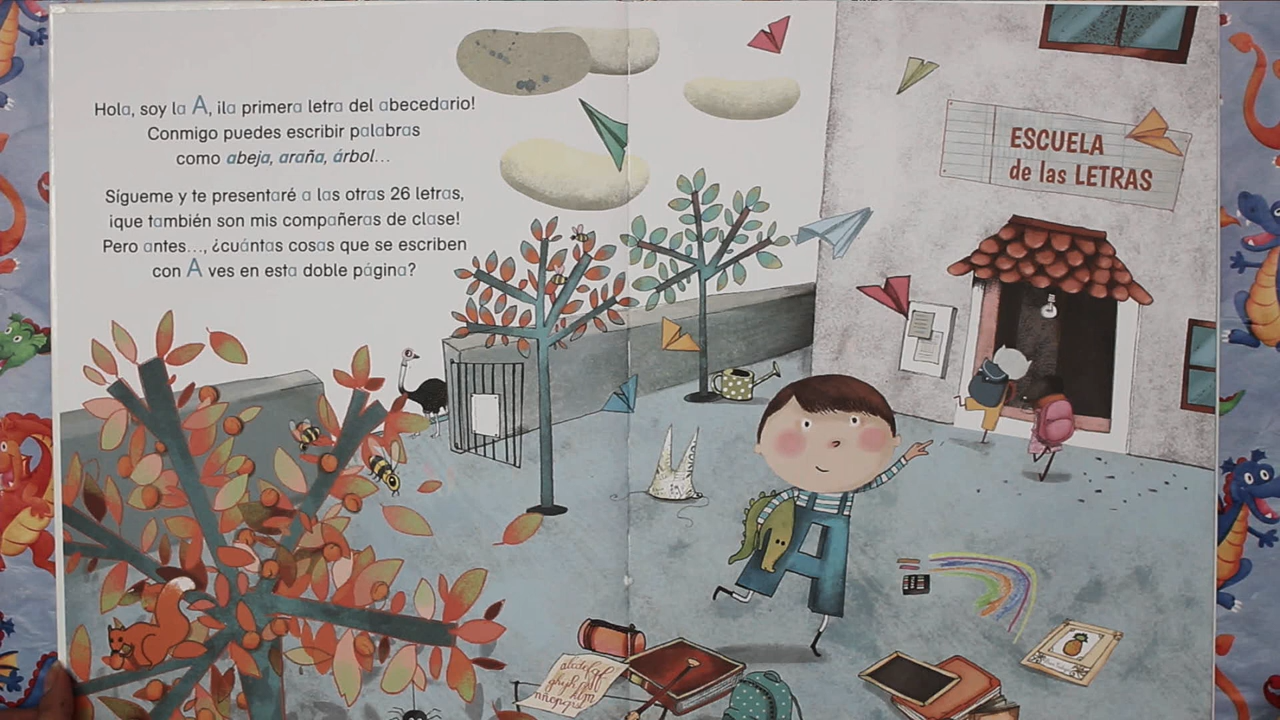 Hola, soy la A, ¡la primera letra del abecedario!
Conmigo puedes escribir palabras
como abeja, araña, árbol...
Sígueme y te presentaré a las otras 26 letras,
¡que también son mis compañeras de clase!
Pero antes..., ¿cuántas cosas que se escriben
con A ves en esta doble página?
ESCUELA
de las LETRAS